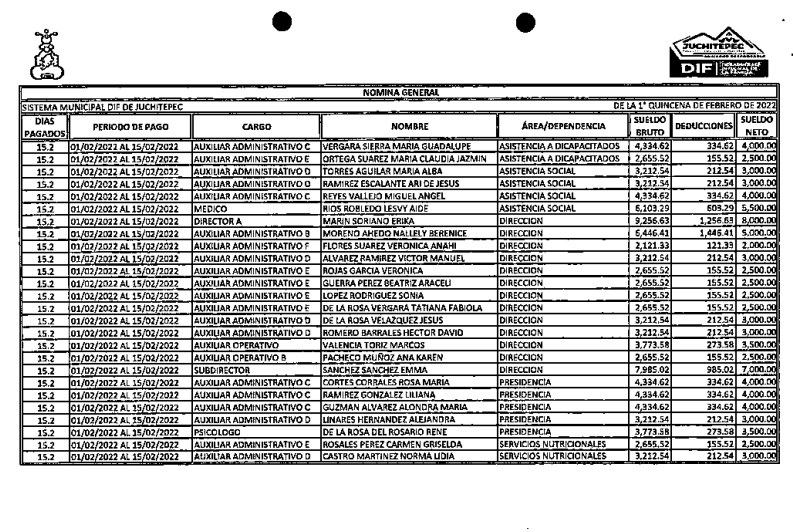 JUCHITEPEC
DIF
NOMINA GENERAL
SISTEMA MUNICIPAL DIF DE JUCHITEPEC DE LA 1° QUINCENA DE FEBRERO DE 2022
DIAS PAGADOS PERIODO DE PAGO CARGO NOMBRE ÁREA/DEPENDENCIA SUELDO BRUTO DEDUCCIONES SUELDO NETO
15.2 01/02/2022 AL 15/02/2022 AUXILIAR ADMINISTRATIVO C VERGARA SIERRA MARIA GUADALUPE ASISTENCIA A DICAPACITADOS 4,334.62 334.62 4,000.00
15.2 01/02/2022 AL 15/02/2022 AUXILIAR ADMINISTRATIVO E ORTEGA SUAREZ MARIA CLAUDIA JAZMIN ASISTENCIA A DICAPACITADOS 2,655.52 155.52 2,500.00
15.2 01/02/2022 AL 15/02/2022 AUXILIAR ADMINISTRATIVO D TORRES AGUILAR MARIA ALBA ASISTENCIA SOCIAL 3,212.54 212.54 3,000.00
15.2 01/02/2022 AL 15/02/2022 AUXILIAR ADMINISTRATIVO D RAMIREZ ESCALANTE ARI DE JESUS ASISTENCIA SOCIAL 3,212.54 212.54 3,000.00
15.2 01/02/2022 AL 15/02/2022 AUXILIAR ADMINISTRATIVO C REYES VALLEJO MIGUEL ANGEL ASISTENCIA SOCIAL 4,334.62 334.62 4,000.00
15.2 01/02/2022 AL 15/02/2022 MEDICO RIOS ROBLEDO LESVY AIDE ASISTENCIA SOCIAL 6,103.29 603.29 5,500.00
15.2 01/02/2022 AL 15/02/2022 DIRECTOR A MARIN SORIANO ERIKA DIRECCION 9,256.63 1,256.63 8,000.00
15.2 01/02/2022 AL 15/02/2022 AUXILIAR ADMINISTRATIVO B MORENO AHEDO NALLELY BERENICE DIRECCION 6,446.41 1,446.41 5,000.00
15.2 01/02/2022 AL 15/02/2022 AUXILIAR ADMINISTRATIVO F FLORES SUAREZ VERONICA ANAHI DIRECCION 2,121.33 121.33 2,000.00
15.2 01/02/2022 AL 15/02/2022 AUXILIAR ADMINISTRATIVO D ALVAREZ RAMIREZ VICTOR MANUEL DIRECCION 3,212.54 212.54 3,000.00
15.2 01/02/2022 AL 15/02/2022 AUXILIAR ADMINISTRATIVO E ROJAS GARCIA VERONICA DIRECCION 2,655.52 155.52 2,500.00
15.2 01/02/2022 AL 15/02/2022 AUXILIAR ADMINISTRATIVO E GUERRA PEREZ BEATRIZ ARACELI DIRECCION 2,655.52 155.52 2,500.00
15.2 01/02/2022 AL 15/02/2022 AUXILIAR ADMINISTRATIVO E LOPEZ RODRIGUEZ SONIA DIRECCION 2,655.52 155.52 2,500.00
15.2 01/02/2022 AL 15/02/2022 AUXILIAR ADMINISTRATIVO E DE LA ROSA VERGARA TATIANA FABIOLA DIRECCION 2,655.52 155.52 2,500.00
15.2 01/02/2022 AL 15/02/2022 AUXILIAR ADMINISTRATIVO D DE LA ROSA VELAZQUEZ JESUS DIRECCION 3,212.54 212.54 3,000.00
15.2 01/02/2022 AL 15/02/2022 AUXILIAR ADMINISTRATIVO D ROMERO BARRALES HECTOR DAVID DIRECCION 3,212.54 212.54 3,000.00
15.2 01/02/2022 AL 15/02/2022 AUXILIAR OPERATIVO VALENCIA TORIZ MARCOS DIRECCION 3,773.58 273.58 3,500.00
15.2 01/02/2022 AL 15/02/2022 AUXILIAR OPERATIVO B PACHECO MUÑOZ ANA KAREN DIRECCION 2,655.52 155.52 2,500.00
15.2 01/02/2022 AL 15/02/2022 SUBDIRECTOR SANCHEZ SANCHEZ EMMA DIRECCION 7,985.02 985.02 7,000.00
15.2 01/02/2022 AL 15/02/2022 AUXILIAR ADMINISTRATIVO C CORTES CORRALES ROSA MARIA PRESIDENCIA 4,334.62 334.62 4,000.00
15.2 01/02/2022 AL 15/02/2022 AUXILIAR ADMINISTRATIVO C RAMIREZ GONZALEZ LILIANA PRESIDENCIA 4,334.62 334.62 4,000.00
15.2 01/02/2022 AL 15/02/2022 AUXILIAR ADMINISTRATIVO C GUZMAN ALVAREZ ALONDRA MARIA PRESIDENCIA 4,334.62 334.62 4,000.00
15.2 01/02/2022 AL 15/02/2022 AUXILIAR ADMINISTRATIVO D LINARES HERNANDEZ ALEJANDRA PRESIDENCIA 3,212.54 212.54 3,000.00
15.2 01/02/2022 AL 15/02/2022 PSICOLOGO DE LA ROSA DEL ROSARIO RENE PRESIDENCIA 3,773.58 273.58 3,500.00
15.2 01/02/2022 AL 15/02/2022 AUXILIAR ADMINISTRATIVO E ROSALES PEREZ CARMEN GRISELDA SERVICIOS NUTRICIONALES 2,655.52 155.52 2,500.00
15.2 01/02/2022 AL 15/02/2022 AUXILIAR ADMINISTRATIVO D CASTRO MARTINEZ NORMA LIDIA SERVICIOS NUTRICIONALES 3,212.54 212.54 3,000.00